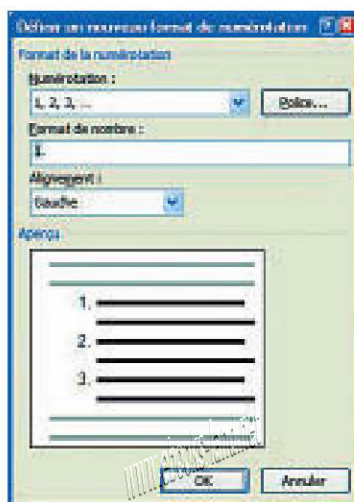 Définir un nouveau format de numérotation
Format de la numérotation
Numérotation :
1, 2, 3, ...
Police...
Format de nombre :
1.
Alignement :
Gauche
Aperçu
1.
2.
3.
OK
Annuler